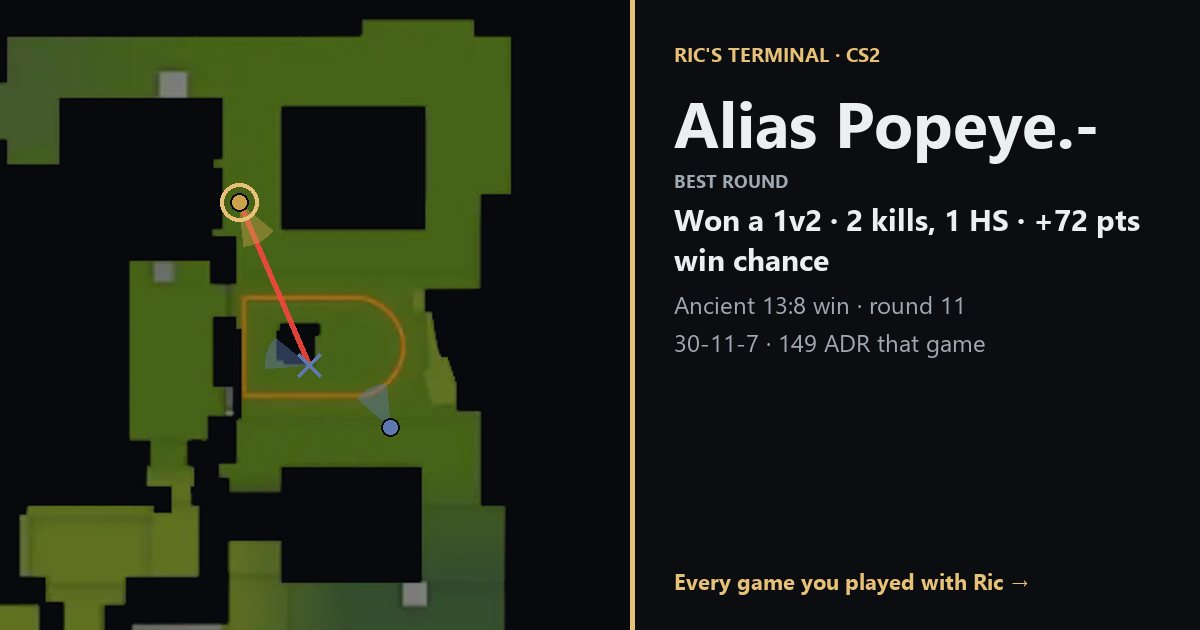 RIC'S TERMINAL · CS2
Alias Popeye.-
BEST ROUND
Won a 1v2 · 2 kills, 1 HS · +72 pts
win chance
Ancient 13:8 win · round 11
30-11-7 · 149 ADR that game
Every game you played with Ric →